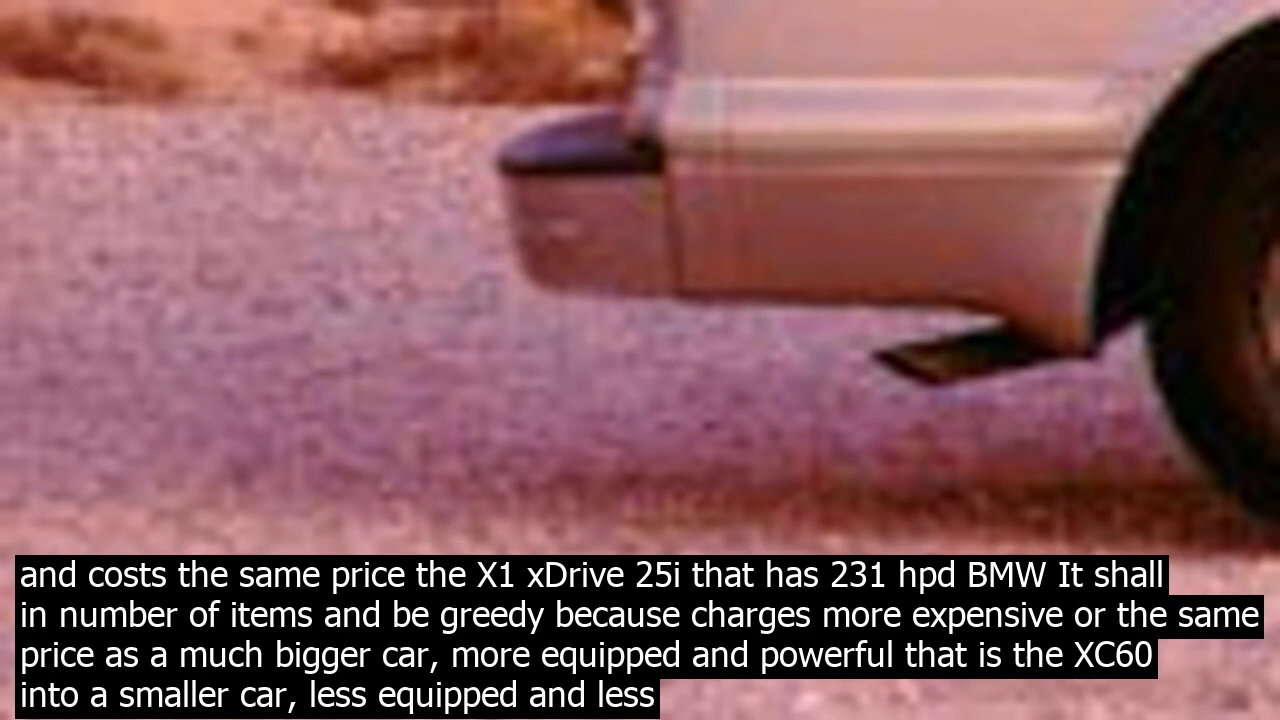 and costs the same price the X1 xDrive 25i that has 231 hpd BMW It shall
in number of items and be greedy because charges more expensive or the same
price as a much bigger car, more equipped and powerful that is the XC60
into a smaller car, less equipped and less